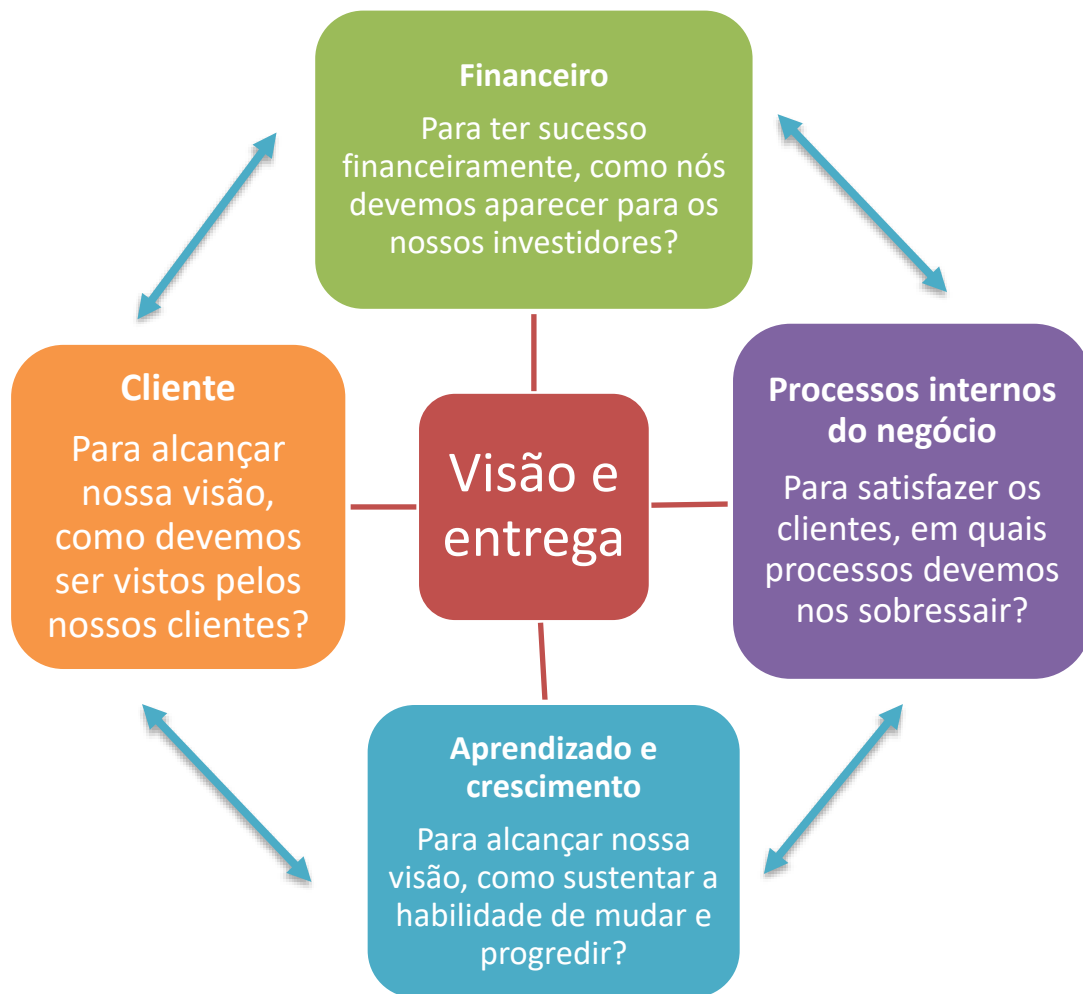 Financeiro
Para ter sucesso
financeiramente, como nós
devemos aparecer para os
nossos investidores?
Cliente
Para alcançar
nossa visão,
como devemos
ser vistos pelos
nossos clientes?
Visão e
entrega
Processos internos
do negócio
Para satisfazer os
clientes, em quais
processos devemos
nos sobressair?
Aprendizado e
crescimento
Para alcançar nossa
visão, como sustentar a
habilidade de mudar e
progredir?